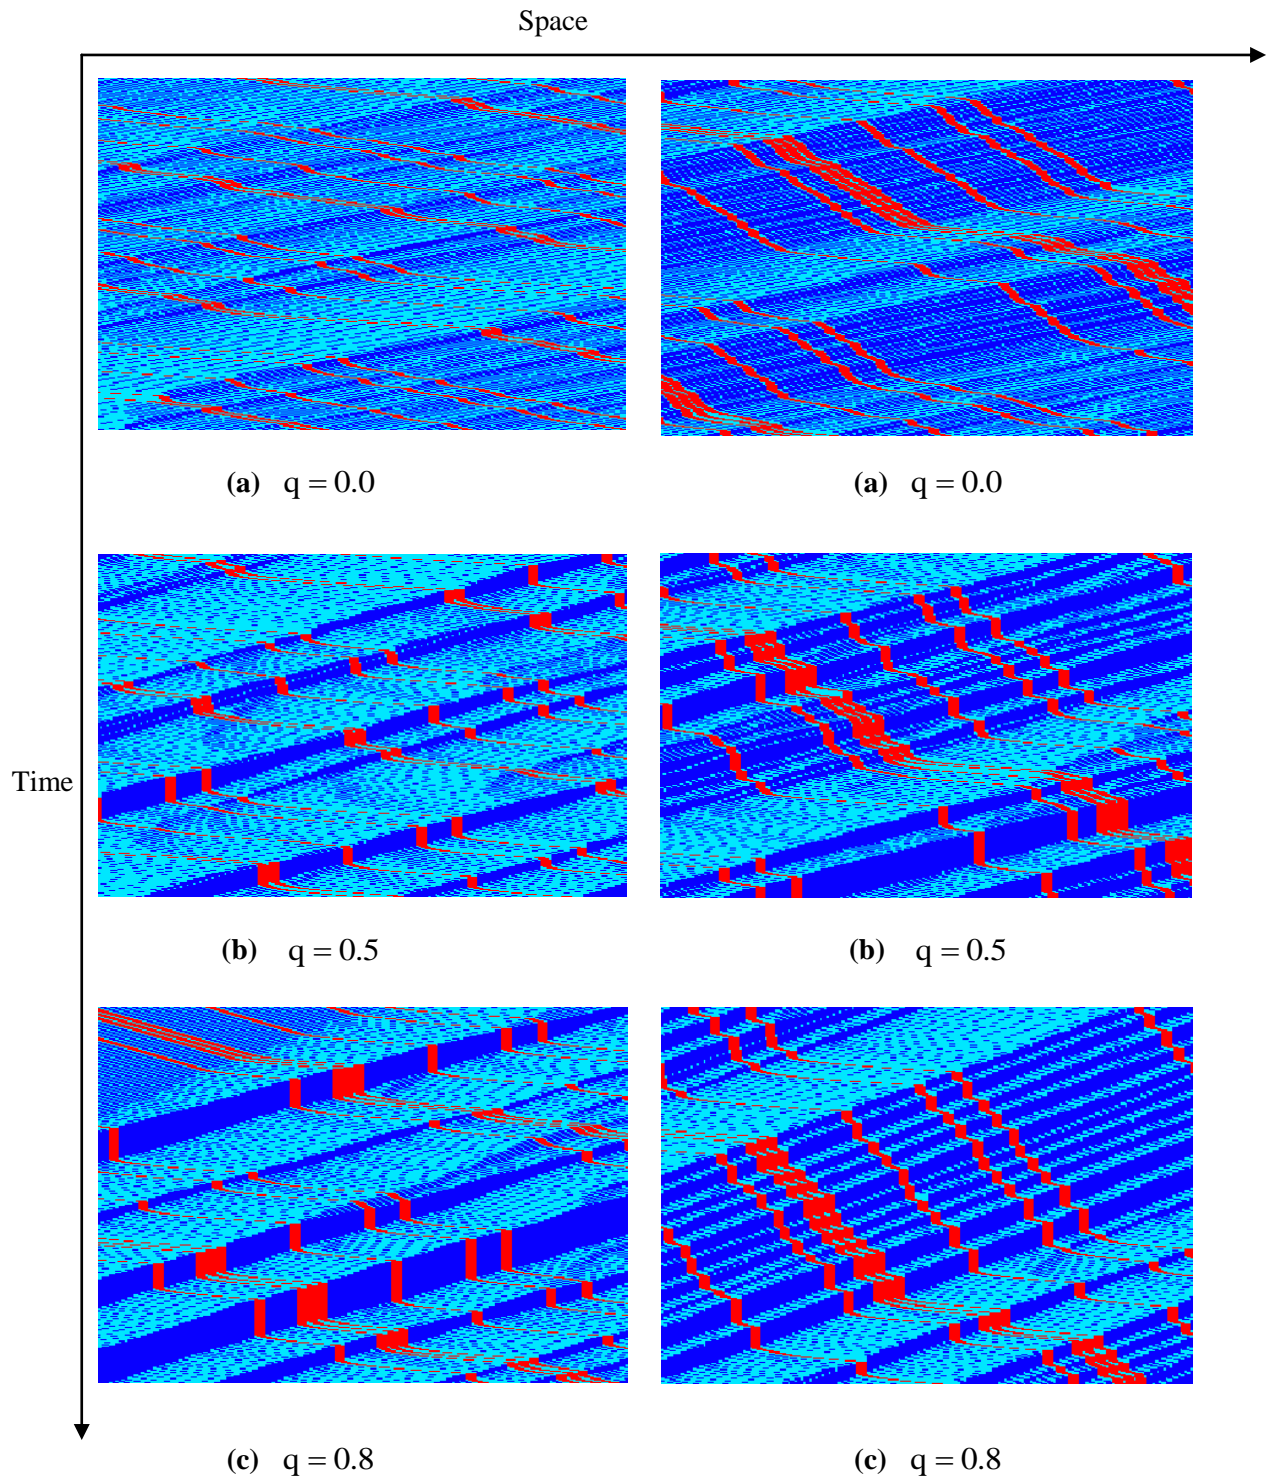 Space
(a) q = 0.0
(a) q = 0.0
Time
(b) q = 0.5
(b) q = 0.5
(c) q = 0.8
(c) q = 0.8